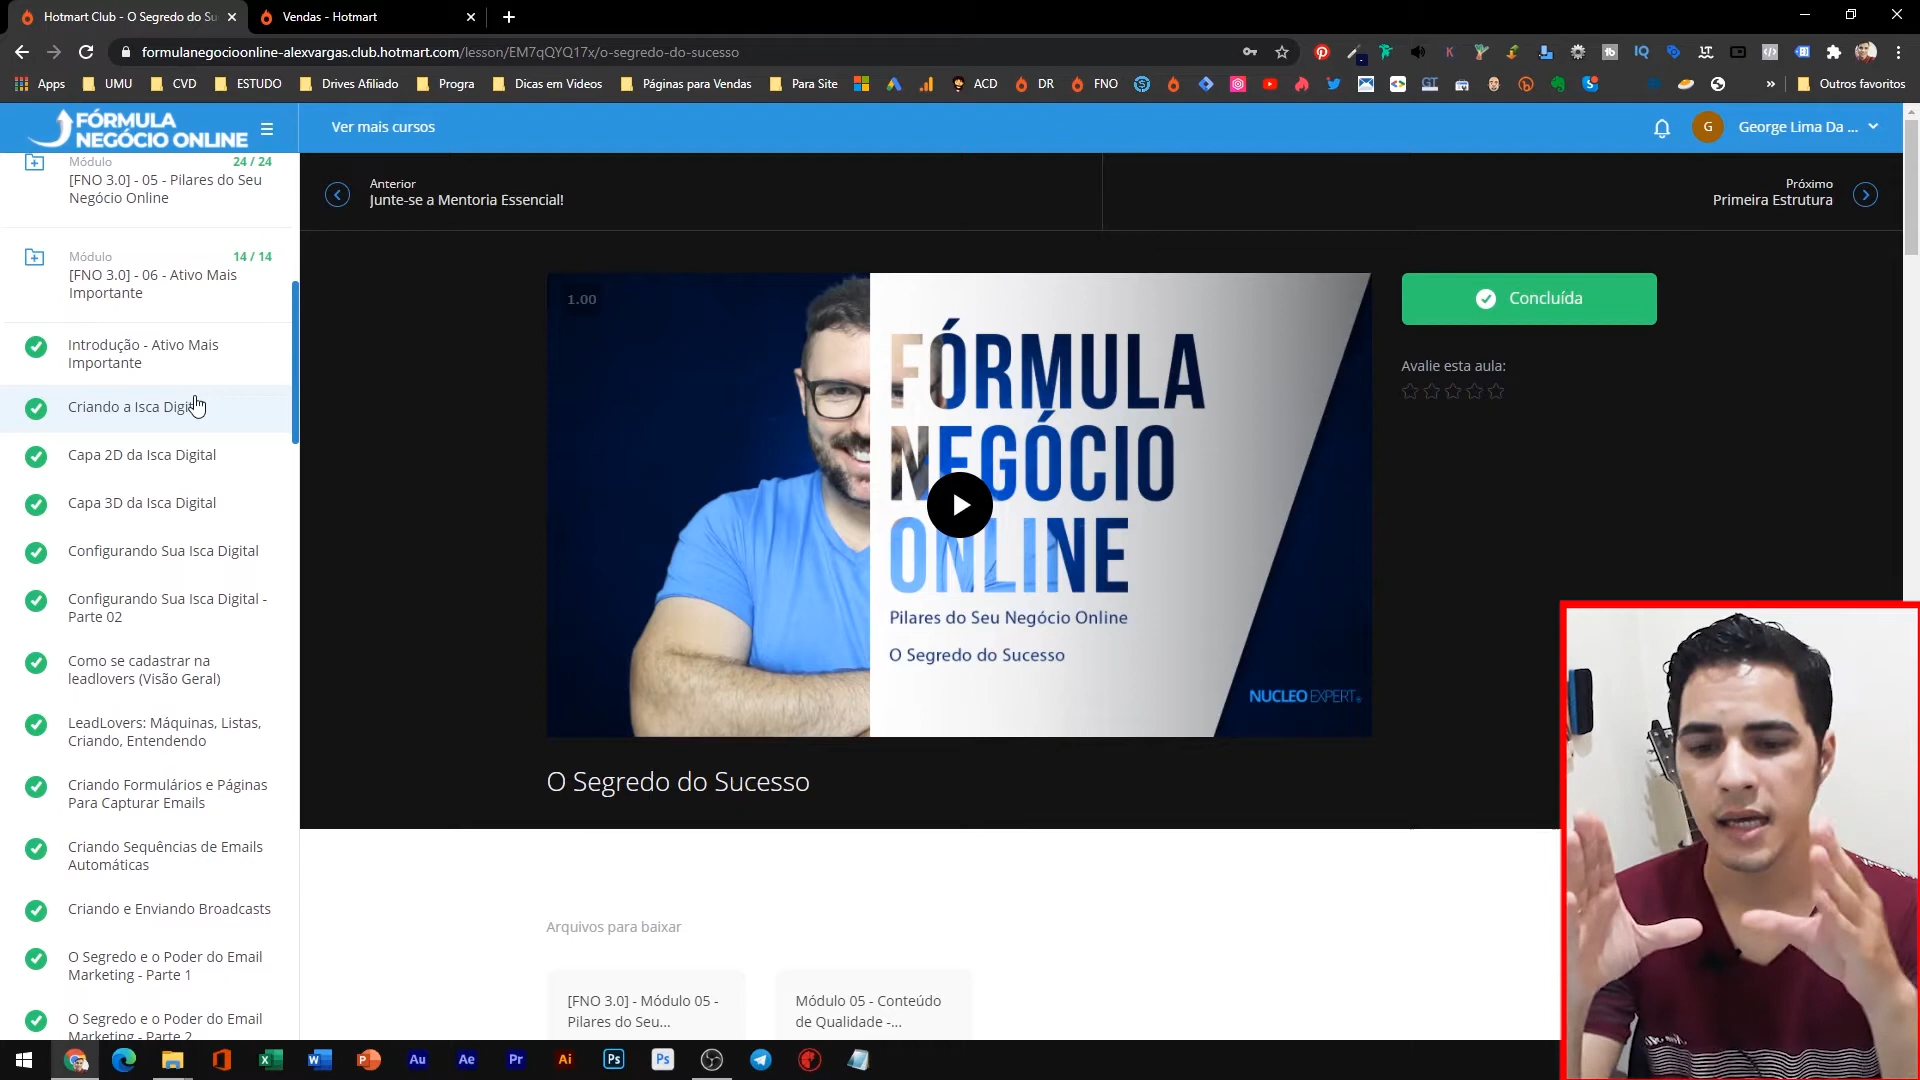 Hotmart Club - O Segredo do Su
Vendas - Hotmart
formulanegocioonline-alexvargas.club.hotmart.com/lesson/EM7qQYQ17x/o-segredo-do-sucesso
Apps
UMU
CVD
ESTUDO
Drives Afiliado
Progra
Dicas em Videos
Páginas para Vendas
Para Site
ACD
DR
FNO
Outros favoritos
FÓRMULA
NEGÓCIO ONLINE
Ver mais cursos
G
George Lima Da ...
Módulo 24 / 24
[FNO 3.0] - 05 - Pilares do Seu
Negócio Online
Módulo 14 / 14
[FNO 3.0] - 06 - Ativo Mais
Importante
Introdução - Ativo Mais
Importante
Criando a Isca Digit
Capa 2D da Isca Digital
Capa 3D da Isca Digital
Configurando Sua Isca Digital
Configurando Sua Isca Digital -
Parte 02
Como se cadastrar na
leadlovers (Visão Geral)
LeadLovers: Máquinas, Listas,
Criando, Entendendo
Criando Formulários e Páginas
Para Capturar Emails
Criando Sequências de Emails
Automáticas
Criando e Enviando Broadcasts
O Segredo e o Poder do Email
Marketing - Parte 1
O Segredo e o Poder do Email
Marketing - Parte 2
Anterior
Junte-se a Mentoria Essencial!
Próximo
Primeira Estrutura
1.00
FÓRMULA
NEGÓCIO
ONLINE
Pilares do Seu Negócio Online
O Segredo do Sucesso
NUCLEO EXPERT
Concluída
Avalie esta aula:
O Segredo do Sucesso
Arquivos para baixar
[FNO 3.0] - Módulo 05 -
Pilares do Seu...
Módulo 05 - Conteúdo
de Qualidade -...
Au
Ae
Pr
Ai
Ps
Ps